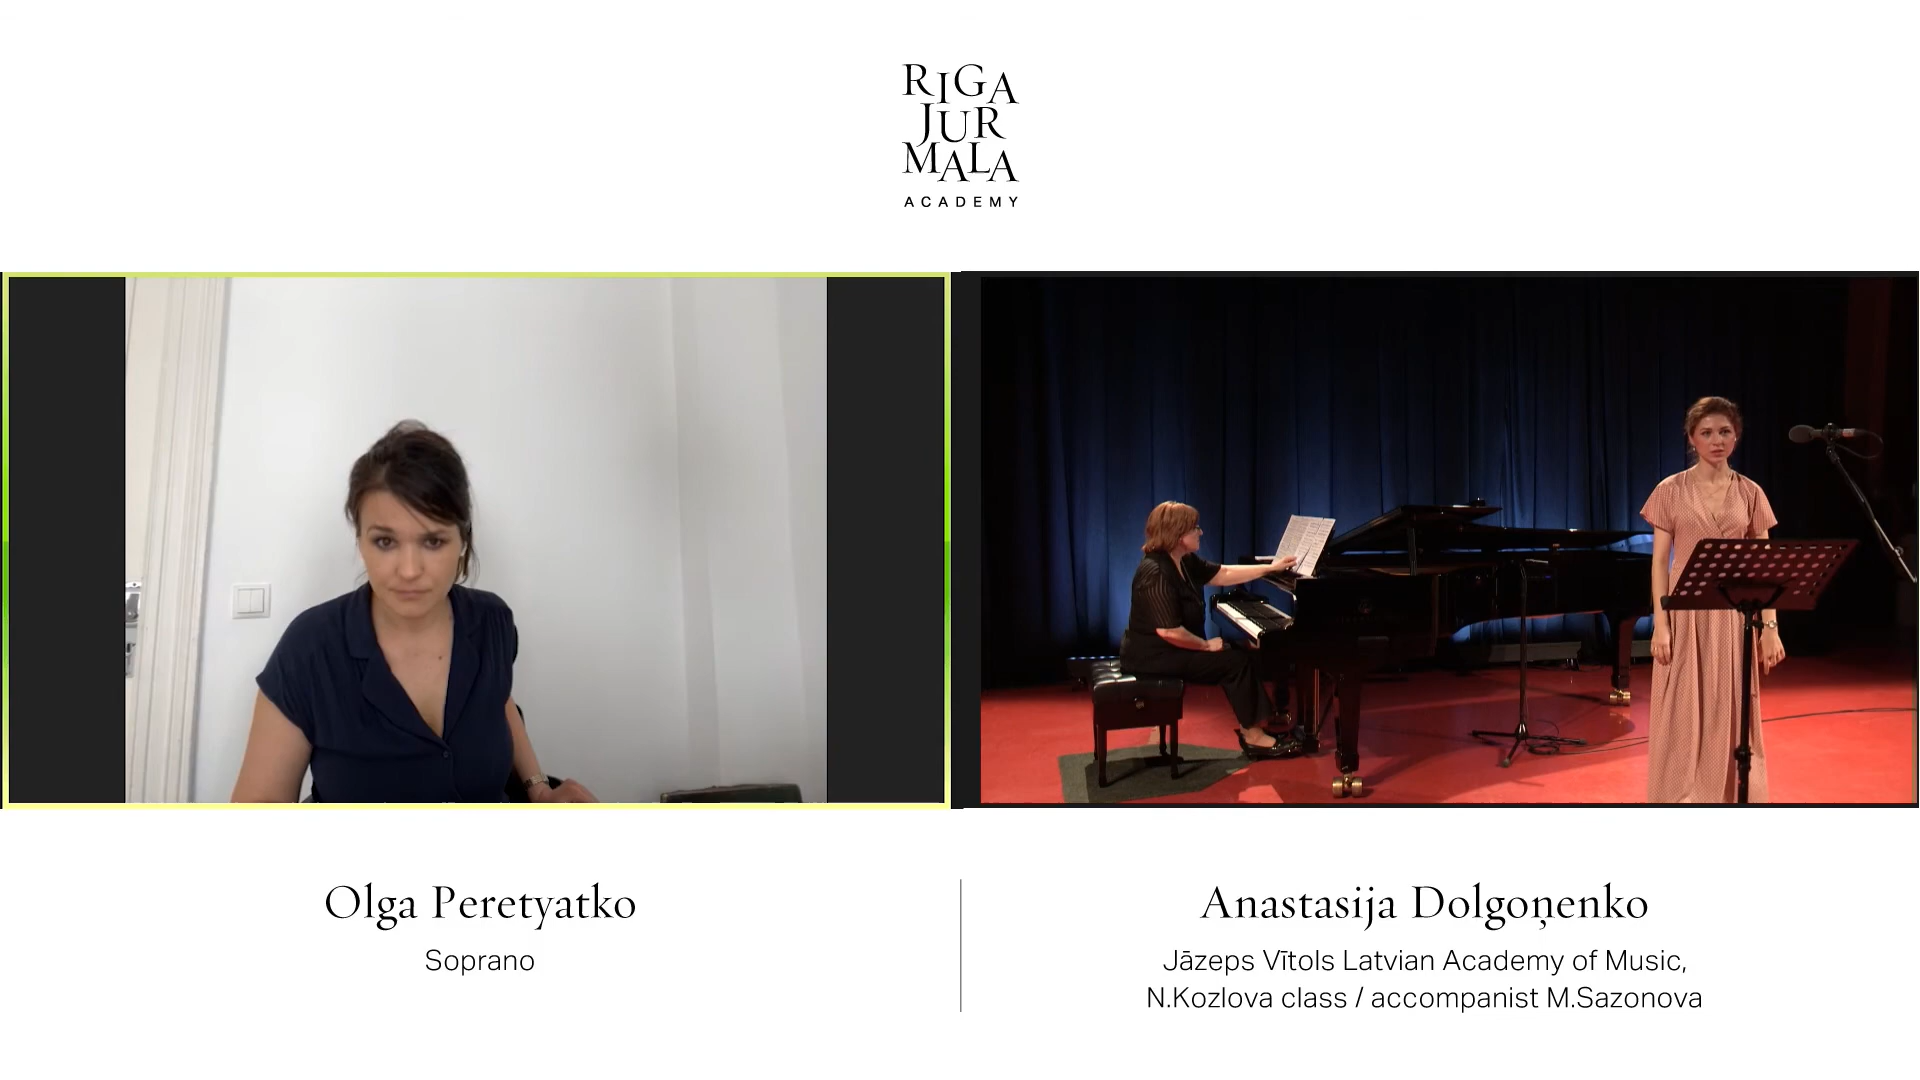 RIGA
JUR
MALA
ACADEMY
Olga Peretyatko
Soprano
Anastasija Dolgoņenko
Jāzeps Vītols Latvian Academy of Music,
N.Kozlova class / accompanist M.Sazonova